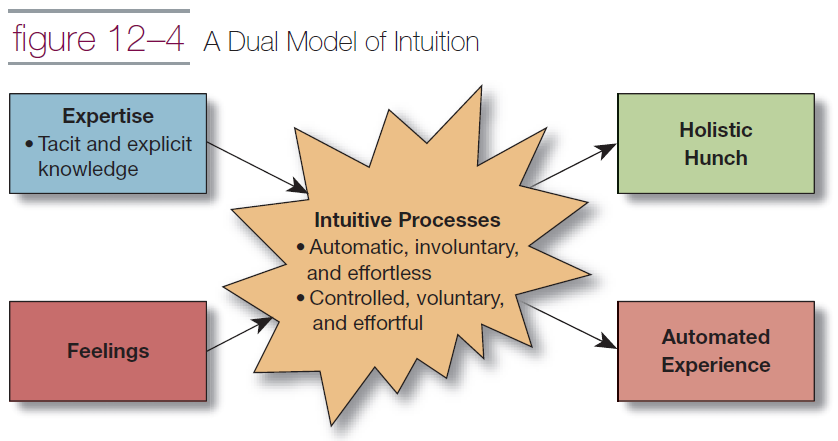 figure 12–4 A Dual Model of Intuition
Expertise
• Tacit and explicit
knowledge
Feelings
Intuitive Processes
• Automatic, involuntary,
and effortless
• Controlled, voluntary,
and effortful
Holistic
Hunch
Automated
Experience